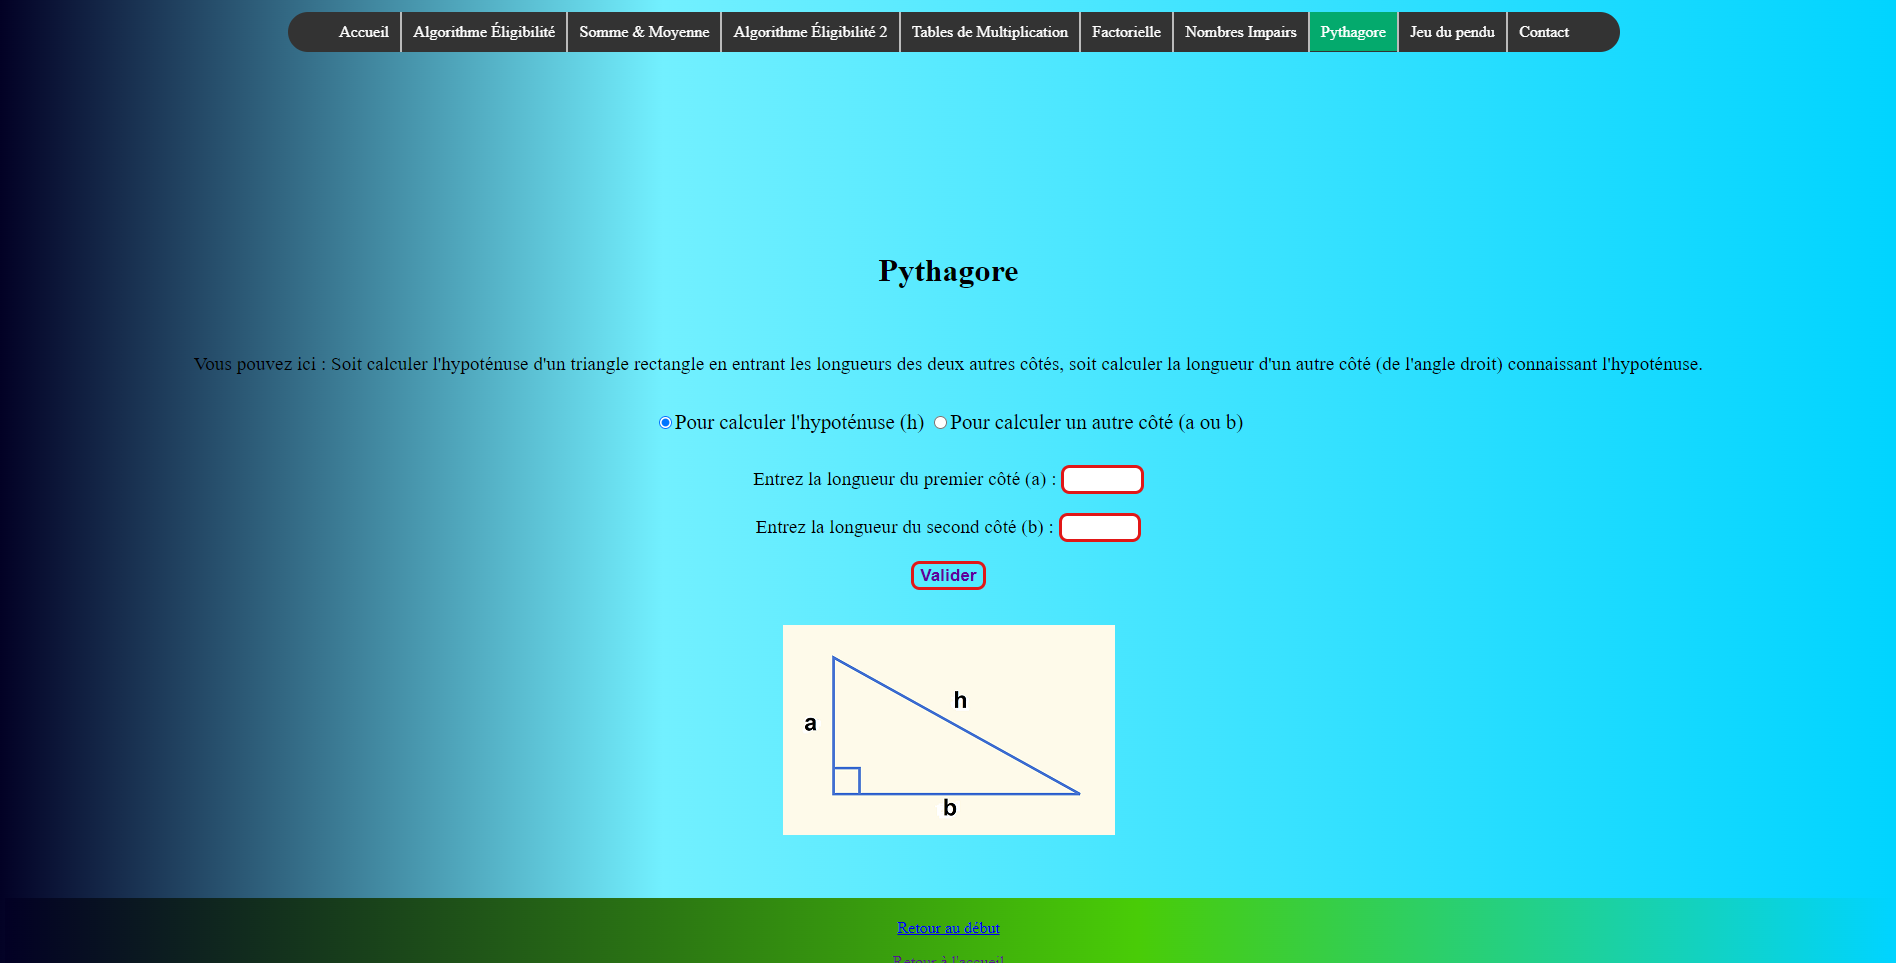 Accueil Algorithme Éligibilité Somme & Moyenne Algorithme Éligibilité 2 Tables de Multiplication Factorielle Nombres Impairs Pythagore Jeu du pendu Contact
Pythagore
Vous pouvez ici : Soit calculer l'hypoténuse d'un triangle rectangle en entrant les longueurs des deux autres côtés, soit calculer la longueur d'un autre côté (de l'angle droit) connaissant l'hypoténuse.
Pour calculer l'hypoténuse (h) Pour calculer un autre côté (a ou b)
Entrez la longueur du premier côté (a) :
Entrez la longueur du second côté (b) :
Valider
h
a
b
Retour au début
Retour à l'accueil